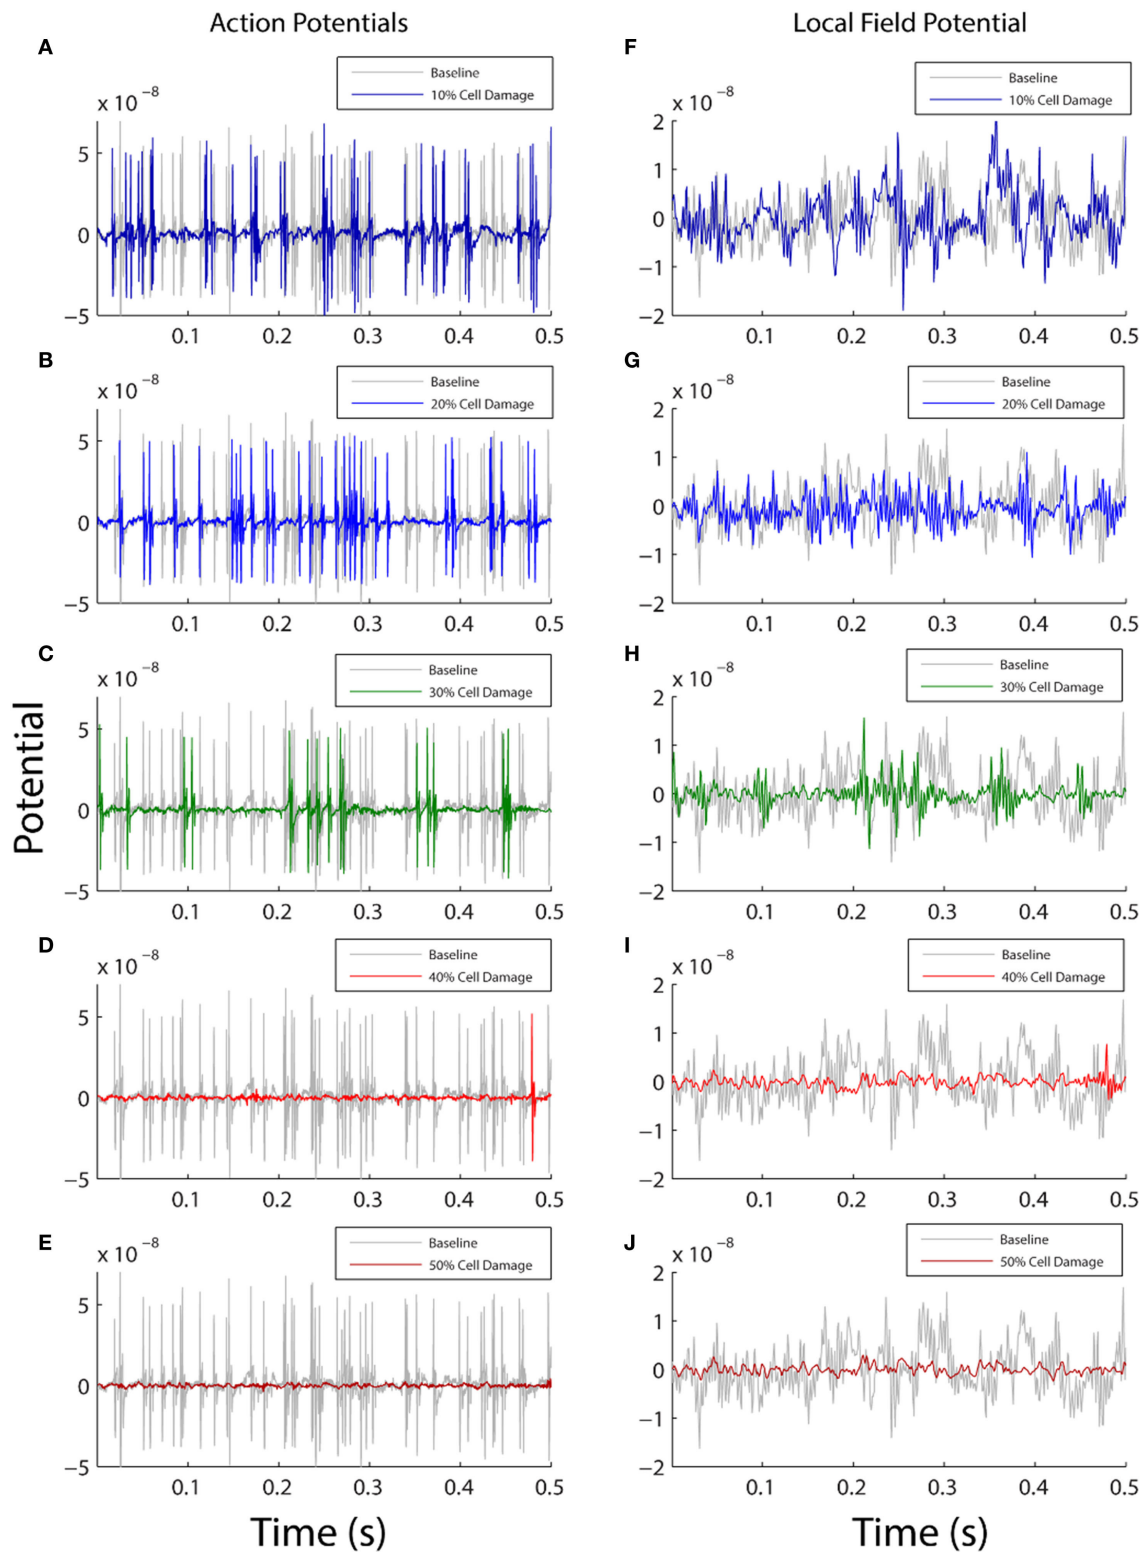 Action Potentials
Local Field Potential
A
Baseline
10% Cell Damage
x 10 −8
5
0
−5
0.1 0.2 0.3 0.4 0.5
F
Baseline
10% Cell Damage
x 10 −8
2
1
0
−1
−2
0.1 0.2 0.3 0.4 0.5
B
Baseline
20% Cell Damage
x 10 −8
5
0
−5
0.1 0.2 0.3 0.4 0.5
G
Baseline
20% Cell Damage
x 10 −8
2
1
0
−1
−2
0.1 0.2 0.3 0.4 0.5
C
Baseline
30% Cell Damage
x 10 −8
5
0
−5
0.1 0.2 0.3 0.4 0.5
H
Baseline
30% Cell Damage
x 10 −8
2
1
0
−1
−2
0.1 0.2 0.3 0.4 0.5
Potential
D
Baseline
40% Cell Damage
x 10 −8
5
0
−5
0.1 0.2 0.3 0.4 0.5
I
Baseline
40% Cell Damage
x 10 −8
2
1
0
−1
−2
0.1 0.2 0.3 0.4 0.5
E
Baseline
50% Cell Damage
x 10 −8
5
0
−5
0.1 0.2 0.3 0.4 0.5
J
Baseline
50% Cell Damage
x 10 −8
2
1
0
−1
−2
0.1 0.2 0.3 0.4 0.5
Time (s)
Time (s)